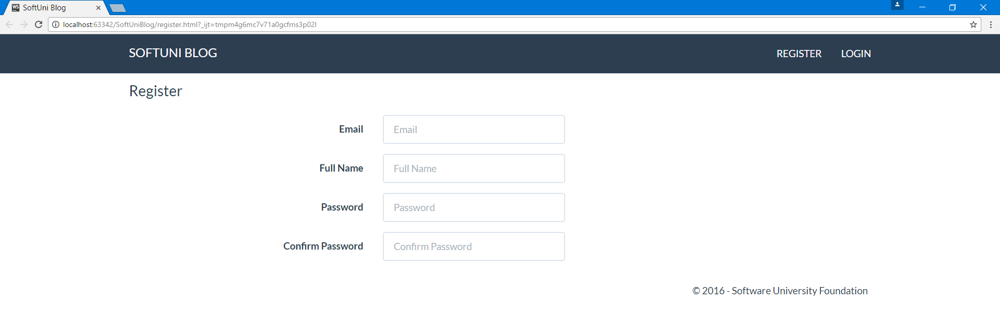 WS SoftUni Blog
localhost:63342/SoftUniBlog/register.html?_ijt=tmpm4g6mc7v71a0gcfrns3p02l
SOFTUNI BLOG REGISTER LOGIN
Register
Email Email
Full Name Full Name
Password Password
Confirm Password Confirm Password
© 2016 - Software University Foundation